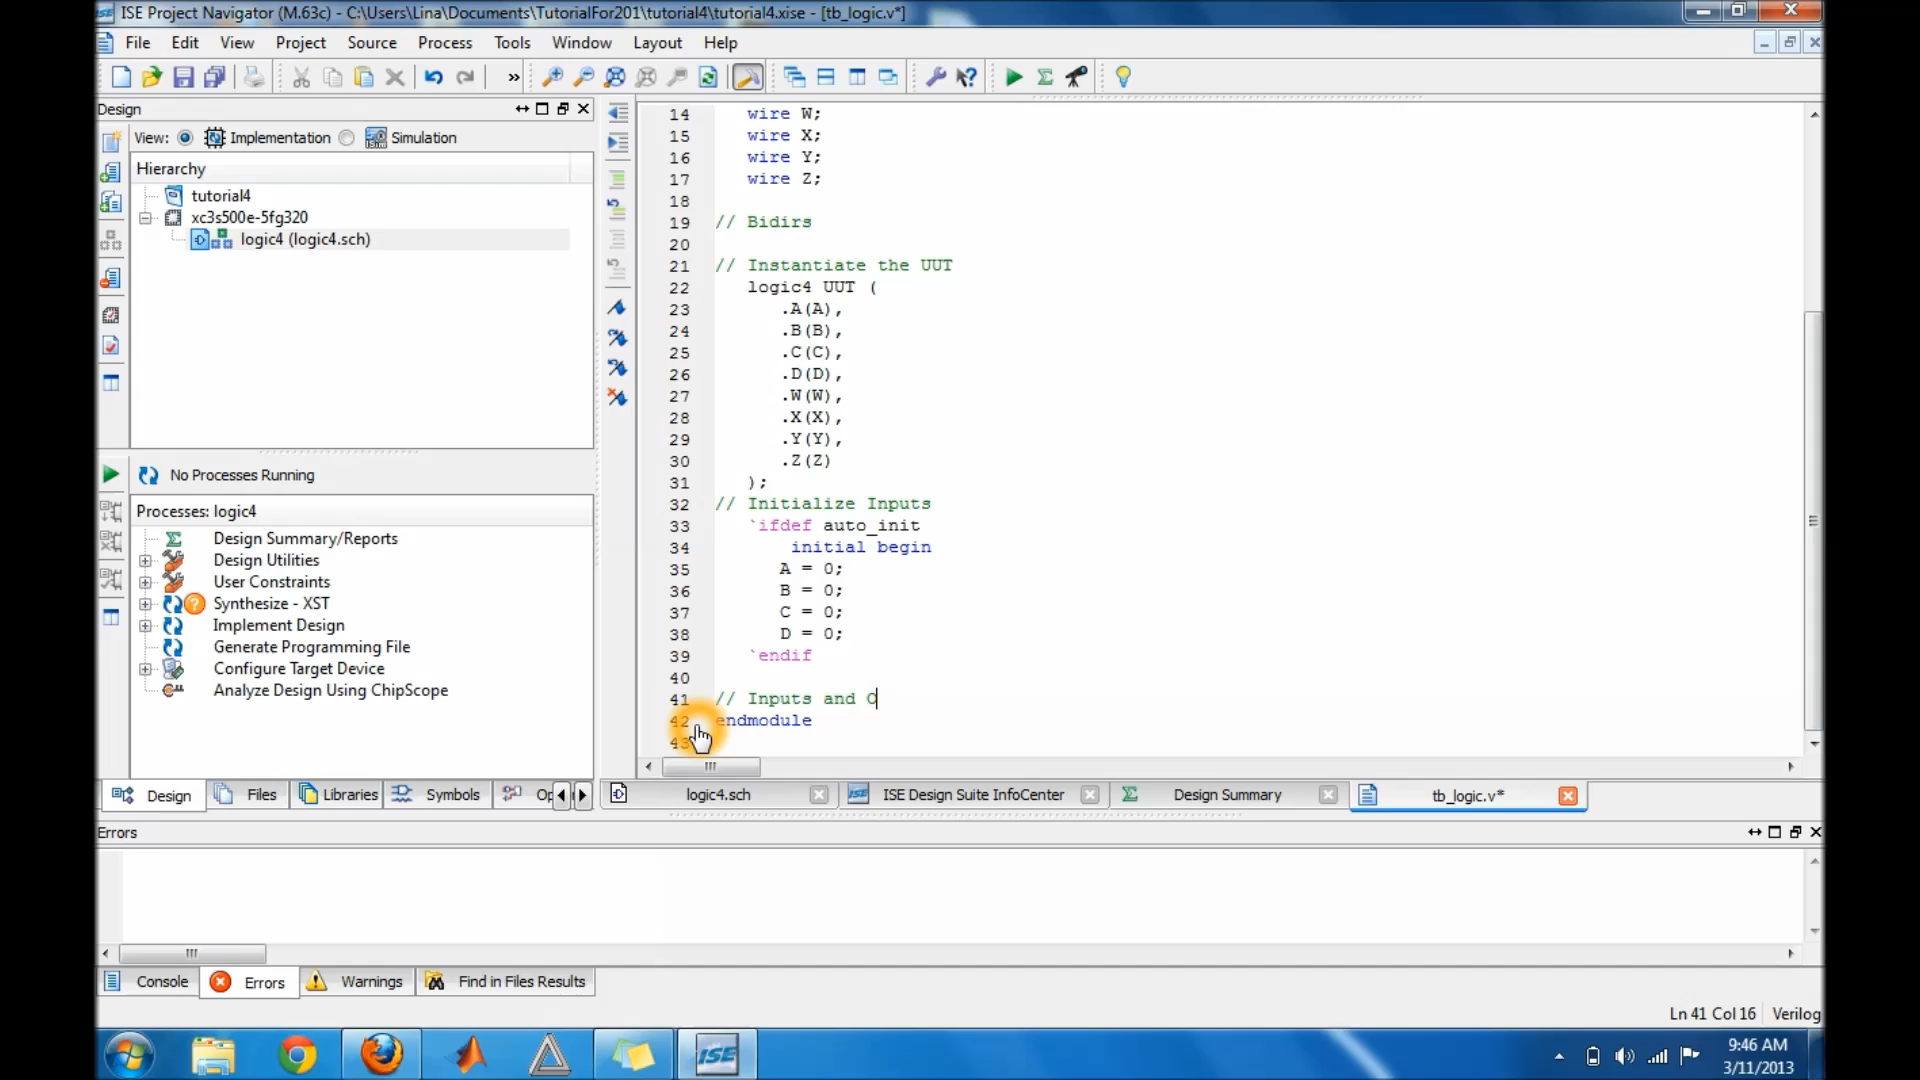 ISE Project Navigator (M.63c) - C:\Users\Lina\Documents\TutorialFor201\tutorial4\tutorial4.xise - [tb_logic.v*]
File Edit View Project Source Process Tools Window Layout Help
Design
View: Implementation Simulation
Hierarchy
tutorial4
xc3s500e-5fg320
logic4 (logic4.sch)
No Processes Running
Processes: logic4
Design Summary/Reports
Design Utilities
User Constraints
Synthesize - XST
Implement Design
Generate Programming File
Configure Target Device
Analyze Design Using ChipScope
Design Files Libraries Symbols Op
14 wire W;
15 wire X;
16 wire Y;
17 wire Z;
18
19 // Bidirs
20
21 // Instantiate the UUT
22 logic4 UUT (
23 .A(A),
24 .B(B),
25 .C(C),
26 .D(D),
27 .W(W),
28 .X(X),
29 .Y(Y),
30 .Z(Z)
31 );
32 // Initialize Inputs
33 `ifdef auto_init
34 initial begin
35 A = 0;
36 B = 0;
37 C = 0;
38 D = 0;
39 `endif
40
41 // Inputs and O
42 endmodule
43
logic4.sch ISE Design Suite InfoCenter Design Summary tb_logic.v*
Errors
Console Errors Warnings Find in Files Results
Ln 41 Col 16 Verilog
ISE
9:46 AM
3/11/2013